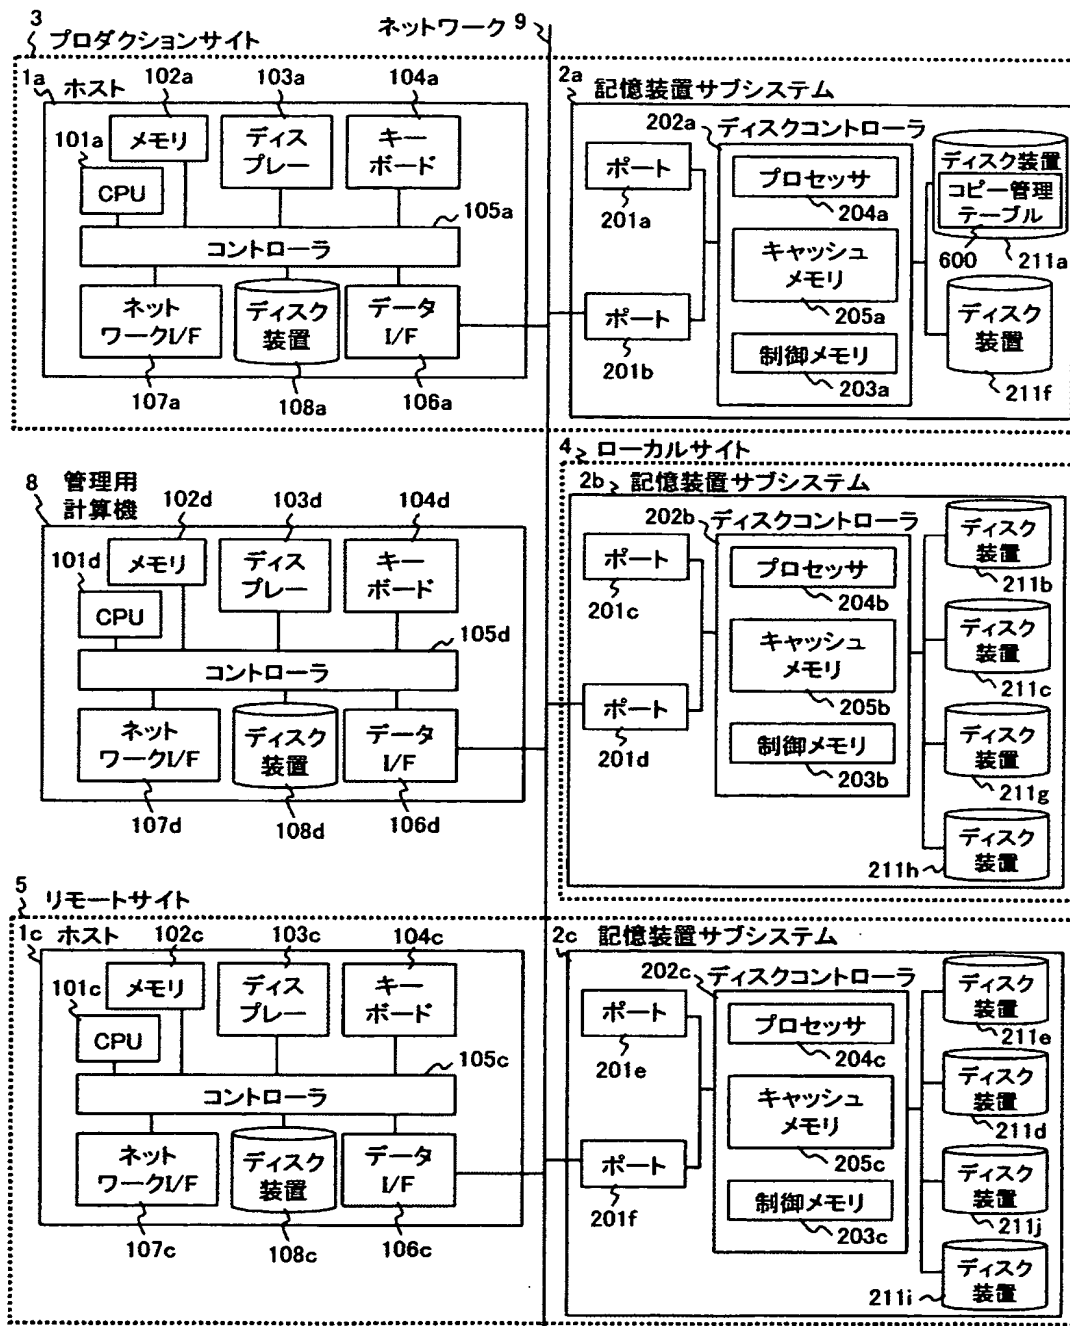 ネットワーク 9
3
プロダクションサイト
1a
ホスト
102a
103a
104a
101a
メモリ
ディス
プレー
キー
ボード
CPU
105a
コントローラ
ネット
ワークI/F
ディスク
装置
データ
I/F
107a
108a
106a
2a
記憶装置サブシステム
202a
ディスクコントローラ
ポート
201a
ポート
201b
プロセッサ
204a
キャッシュ
メモリ
205a
制御メモリ
203a
ディスク装置
コピー管理
テーブル
600
211a
ディスク
装置
211f
8
管理用
計算機
102d
103d
104d
101d
メモリ
ディス
プレー
キー
ボード
CPU
105d
コントローラ
ネット
ワークI/F
ディスク
装置
データ
I/F
107d
108d
106d
4
ローカルサイト
2b
記憶装置サブシステム
202b
ディスクコントローラ
ポート
201c
ポート
201d
プロセッサ
204b
キャッシュ
メモリ
205b
制御メモリ
203b
ディスク
装置
211b
ディスク
装置
211c
ディスク
装置
211g
ディスク
装置
211h
5
リモートサイト
1c
ホスト
102c
103c
104c
101c
メモリ
ディス
プレー
キー
ボード
CPU
105c
コントローラ
ネット
ワークI/F
ディスク
装置
データ
I/F
107c
108c
106c
2c
記憶装置サブシステム
202c
ディスクコントローラ
ポート
201e
ポート
201f
プロセッサ
204c
キャッシュ
メモリ
205c
制御メモリ
203c
ディスク
装置
211e
ディスク
装置
211d
ディスク
装置
211j
ディスク
装置
211i